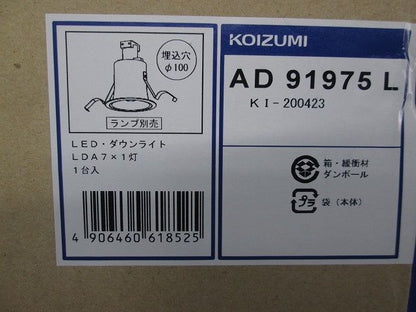 埋込穴
φ100
ランプ別売
LED・ダウンライト
LDA7×1灯
1台入
4 906460 618525
KOIZUMI
AD 91975 L
KI-200423
箱・緩衝材
ダンボール
プラ 袋(本体)